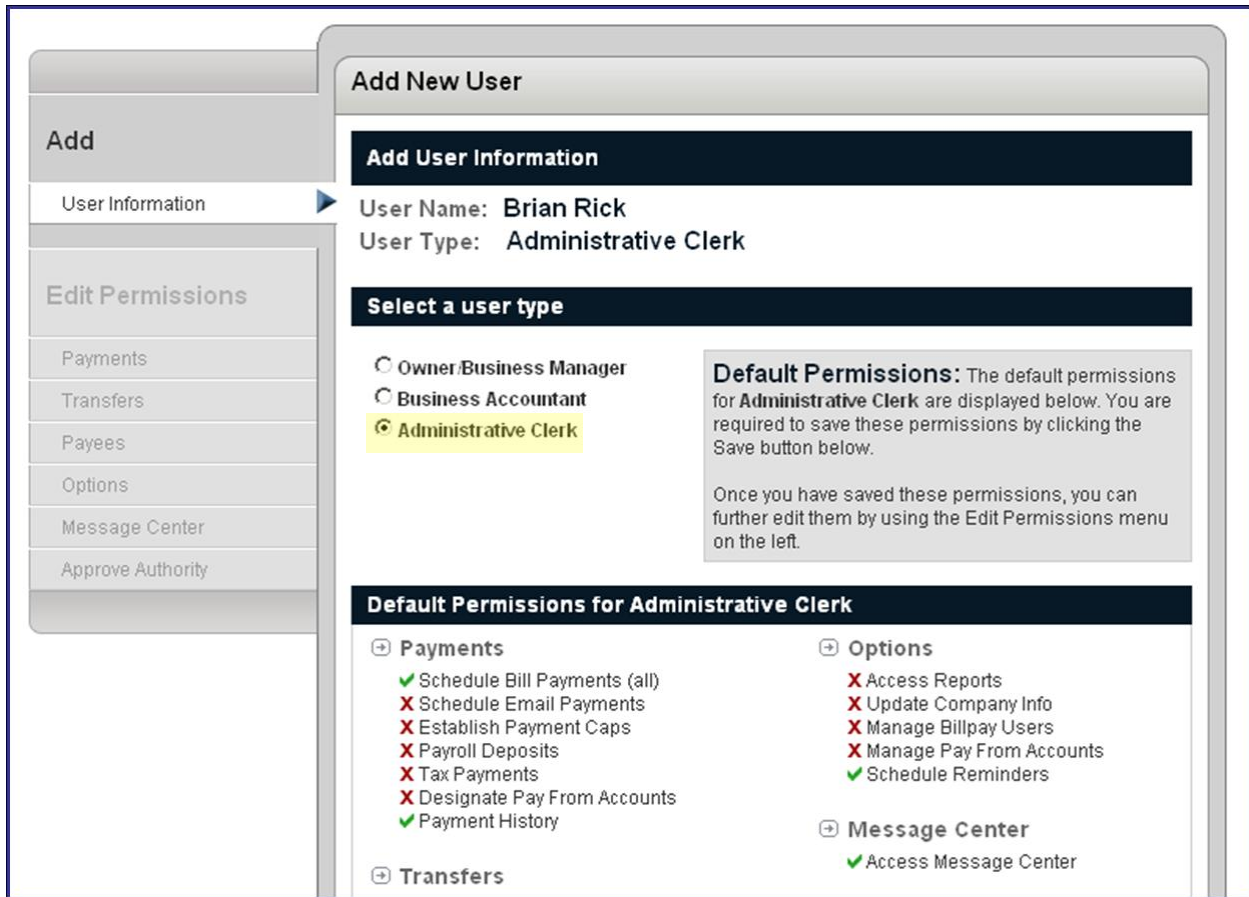 Add
User Information
Edit Permissions
Payments
Transfers
Payees
Options
Message Center
Approve Authority
Add New User
Add User Information
User Name: Brian Rick
User Type: Administrative Clerk
Select a user type
Owner/Business Manager
Business Accountant
Administrative Clerk
Default Permissions: The default permissions
for Administrative Clerk are displayed below. You are
required to save these permissions by clicking the
Save button below.
Once you have saved these permissions, you can
further edit them by using the Edit Permissions menu
on the left.
Default Permissions for Administrative Clerk
Payments
Schedule Bill Payments (all)
Schedule Email Payments
Establish Payment Caps
Payroll Deposits
Tax Payments
Designate Pay From Accounts
Payment History
Transfers
Options
Access Reports
Update Company Info
Manage Billpay Users
Manage Pay From Accounts
Schedule Reminders
Message Center
Access Message Center